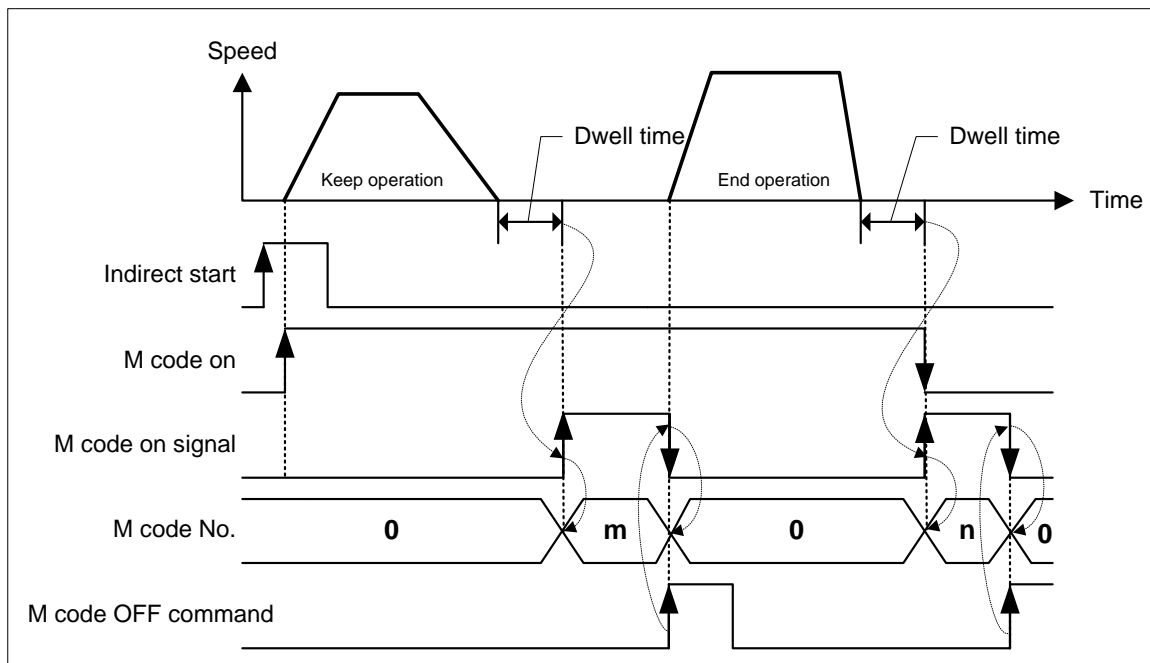 Speed
Dwell time
Dwell time
Keep operation
End operation
Time
Indirect start
M code on
M code on signal
M code No.
0
m
0
n
0
M code OFF command